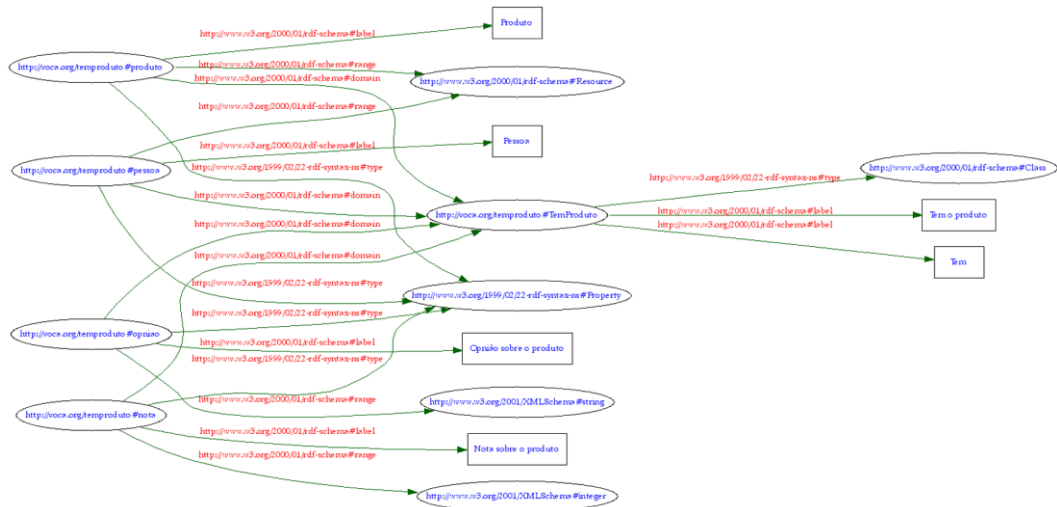 Produto
http://www.w3.org/2000/01/rdf-schema#label
http://voca.org/temproduto#produto
http://www.w3.org/2000/01/rdf-schema#range
http://www.w3.org/2000/01/rdf-schema#domain
http://www.w3.org/2000/01/rdf-schema#Resource
http://www.w3.org/2000/01/rdf-schema#range
Pessoa
http://www.w3.org/2000/01/rdf-schema#label
http://voca.org/temproduto#pessoa
http://www.w3.org/1999/02/22-rdf-syntax-ns#type
http://www.w3.org/2000/01/rdf-schema#Class
http://www.w3.org/1999/02/22-rdf-syntax-ns#type
http://www.w3.org/2000/01/rdf-schema#domain
http://voca.org/temproduto#TemProduto
http://www.w3.org/2000/01/rdf-schema#label
Tem o produto
http://www.w3.org/2000/01/rdf-schema#domain
http://www.w3.org/2000/01/rdf-schema#label
http://www.w3.org/2000/01/rdf-schema#domain
Tem
http://www.w3.org/1999/02/22-rdf-syntax-ns#type
http://www.w3.org/1999/02/22-rdf-syntax-ns#Property
http://www.w3.org/1999/02/22-rdf-syntax-ns#type
http://voca.org/temproduto#opniao
http://www.w3.org/2000/01/rdf-schema#label
Opnião sobre o produto
http://www.w3.org/1999/02/22-rdf-syntax-ns#type
http://www.w3.org/2000/01/rdf-schema#range
http://www.w3.org/2001/XMLSchema#string
http://voca.org/temproduto#nota
http://www.w3.org/2000/01/rdf-schema#label
Nota sobre o produto
http://www.w3.org/2000/01/rdf-schema#range
http://www.w3.org/2001/XMLSchema#integer